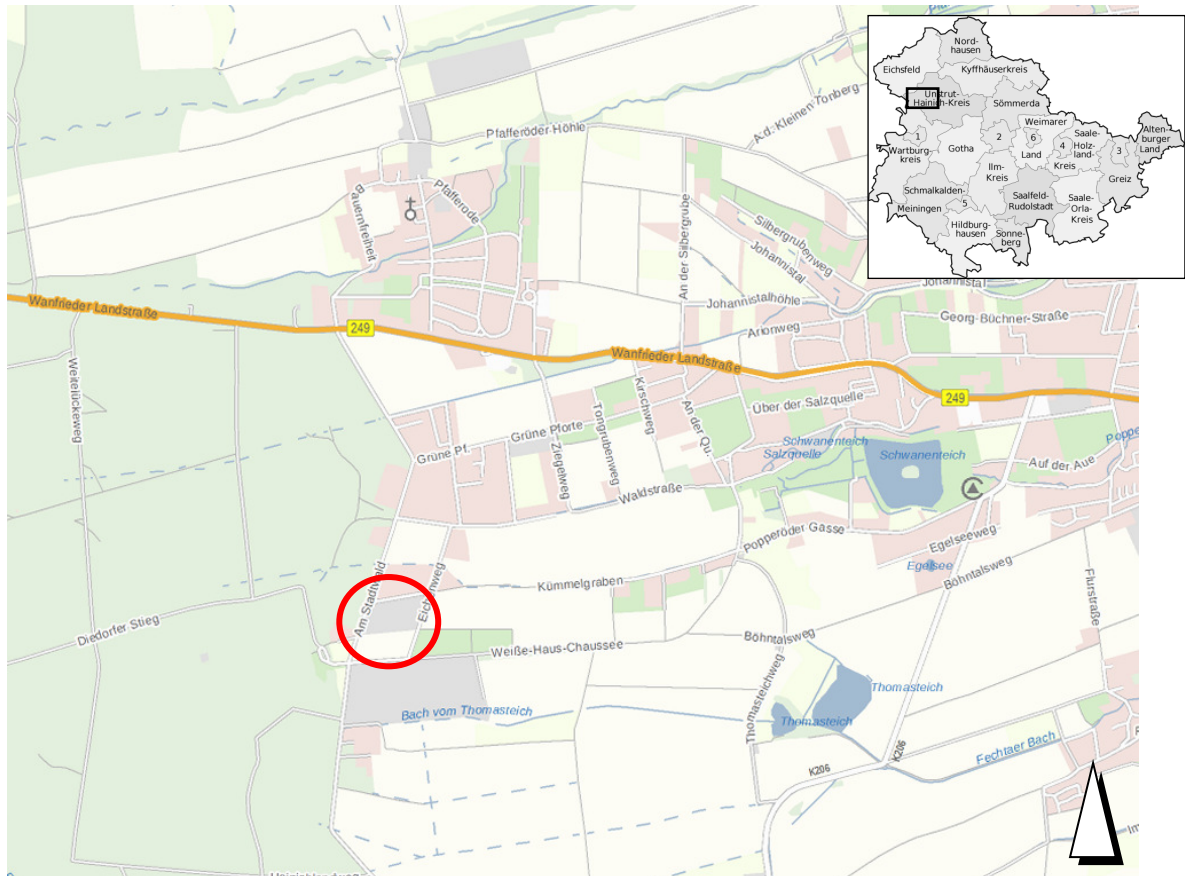 Nord-
hausen
Eichsfeld
Kyffhäuserkreis
Unstrut-
Hainich-Kreis
Sömmerda
Weimarer
Land
Saale-
Holz-
land-
Kreis
Alten-
burger
Land
1
2
6
4
3
5
Wartburg-
kreis
Gotha
Ilm-
Kreis
Greiz
Schmalkalden-
Meiningen
Saalfeld-
Rudolstadt
Saale-
Orla-
Kreis
Hildburg-
hausen
Sonne-
berg
A.d. Kleinen Tonberg
Pfafferöder Höhle
Pfafferode
Bauernfreiheit
An der Silbergrube
Silbergrubenweg
Johannistal
Johannistal
Johannistalhöhle
Wanfrieder Landstraße
249
Georg-Büchner-Straße
Arionweg
Wanfrieder Landstraße
Weitelückeweg
Kirschweg
An der Qu.
Über der Salzquelle
249
Grüne Pforte
Tongrubenweg
Ziegelweg
Grüne Pf.
Schwanenteich
Salzquelle
Schwanenteich
Auf der Aue
Waldstraße
Popperöder Gasse
Egelseeweg
Egelsee
Böhntalsweg
Flurstraße
Am Stadtwald
Kümmelgraben
Diedorfer Stieg
Böhntalsweg
Weiße-Haus-Chaussee
Thomasteichweg
Thomasteich
Bach vom Thomasteich
Thomasteich
K206
K206
Fechtaer Bach